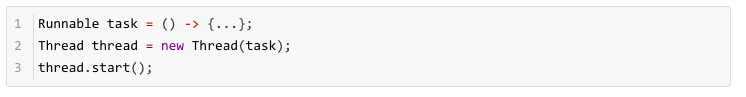 1 Runnable task = () -> {...};
2 Thread thread = new Thread(task);
3 thread.start();